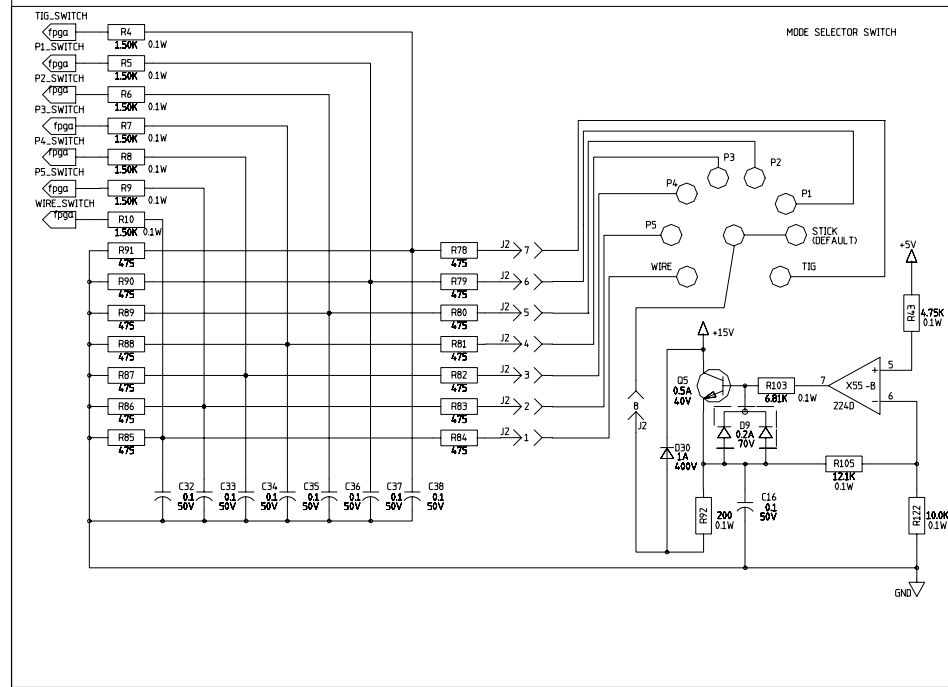 MODE SELECTOR SWITCH
TIG_SWITCH
fpga R4
1.50K 0.1W
P1_SWITCH
fpga R5
1.50K 0.1W
P2_SWITCH
fpga R6
1.50K 0.1W
P3_SWITCH
fpga R7
1.50K 0.1W
P4_SWITCH
fpga R8
1.50K 0.1W
P5_SWITCH
fpga R9
1.50K 0.1W
WIRE_SWITCH
fpga R10
1.50K 0.1W
R91
475
R90
475
R89
475
R88
475
R87
475
R86
475
R85
475
R78 J2 7
475
R79 J2 6
475
R80 J2 5
475
R81 J2 4
475
R82 J2 3
475
R83 J2 2
475
R84 J2 1
475
C32 0.1 50V
C33 0.1 50V
C34 0.1 50V
C35 0.1 50V
C36 0.1 50V
C37 0.1 50V
C38 0.1 50V
P3
P2
P4
P1
P5
STICK
(DEFAULT)
WIRE
TIG
8
J2
+15V
Q5
0.5A
40V
D30
1A
400V
R103
6.81K 0.1W
D9
0.2A
70V
7
X55-B
224D
+
5
-
6
+5V
R43
4.75K
0.1W
R105
12.1K
0.1W
R92
200
0.1W
C16
0.1
50V
R122
10.0K
0.1W
GND